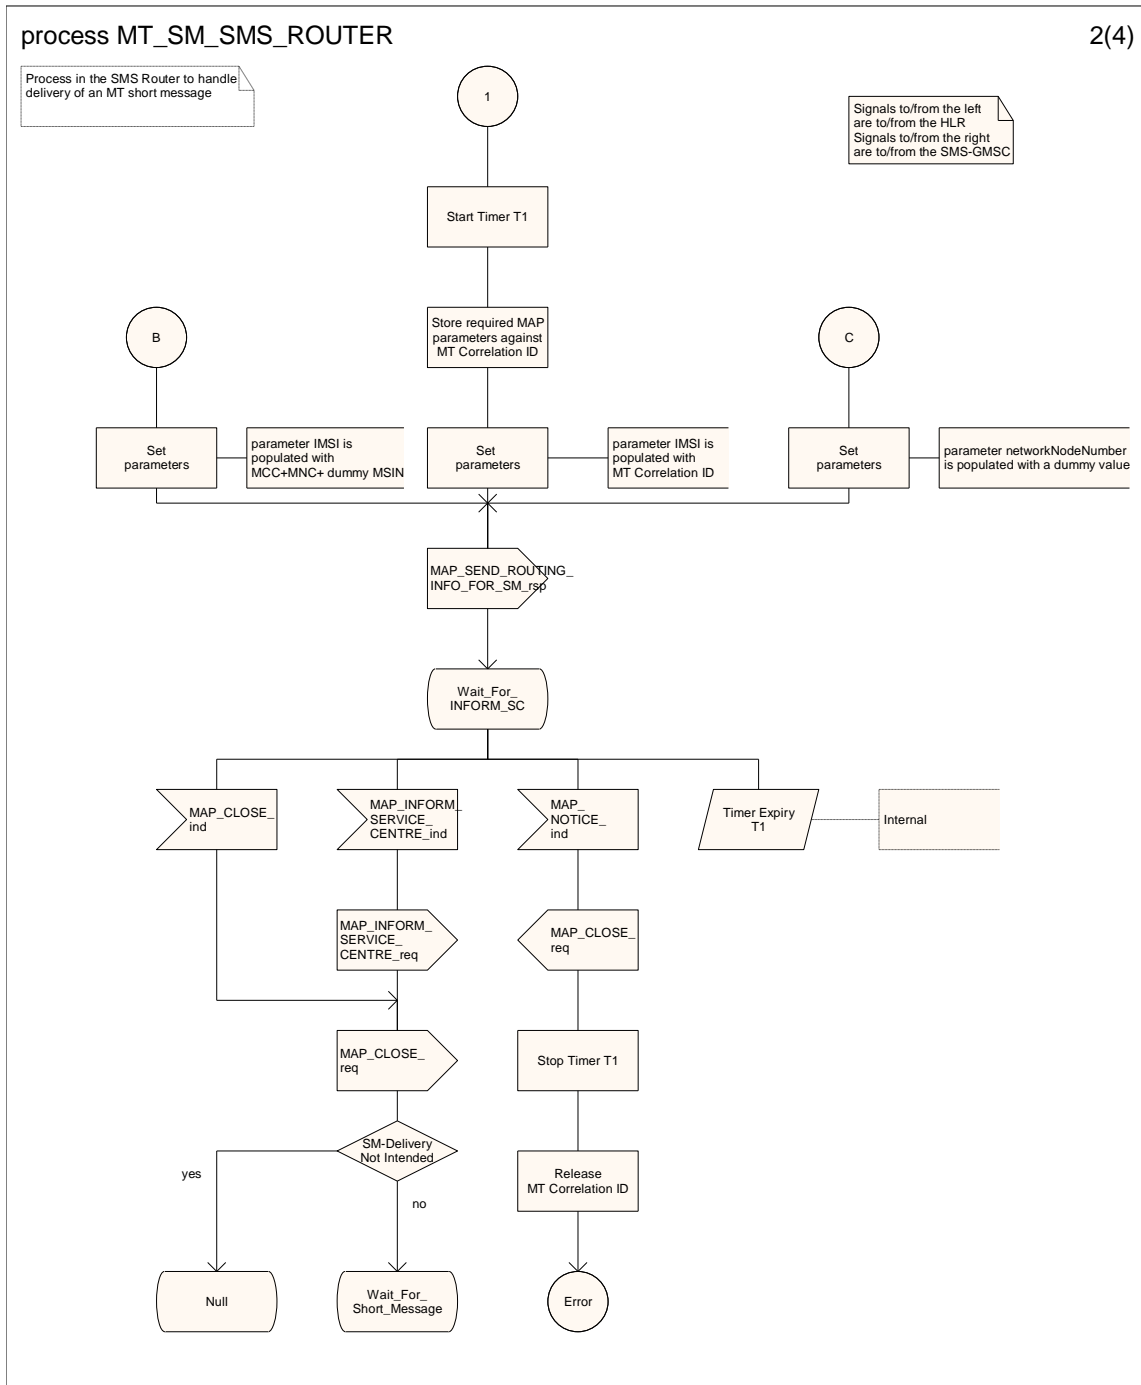 process MT_SM_SMS_ROUTER
2(4)
Process in the SMS Router to handle
delivery of an MT short message
1
Signals to/from the left
are to/from the HLR
Signals to/from the right
are to/from the SMS-GMSC
Start Timer T1
B
Store required MAP
parameters against
MT Correlation ID
C
Set
parameters
parameter IMSI is
populated with
MCC+MNC+ dummy MSIN
Set
parameters
parameter IMSI is
populated with
MT Correlation ID
Set
parameters
parameter networkNodeNumber
is populated with a dummy value
MAP_SEND_ROUTING_
INFO_FOR_SM_rsp
Wait_For_
INFORM_SC
MAP_CLOSE_
ind
MAP_INFORM_
SERVICE_
CENTRE_ind
MAP_
NOTICE_
ind
Timer Expiry
T1
Internal
MAP_INFORM_
SERVICE_
CENTRE_req
MAP_CLOSE_
req
MAP_CLOSE_
req
Stop Timer T1
SM-Delivery
Not Intended
yes
no
Release
MT Correlation ID
Null
Wait_For_
Short_Message
Error